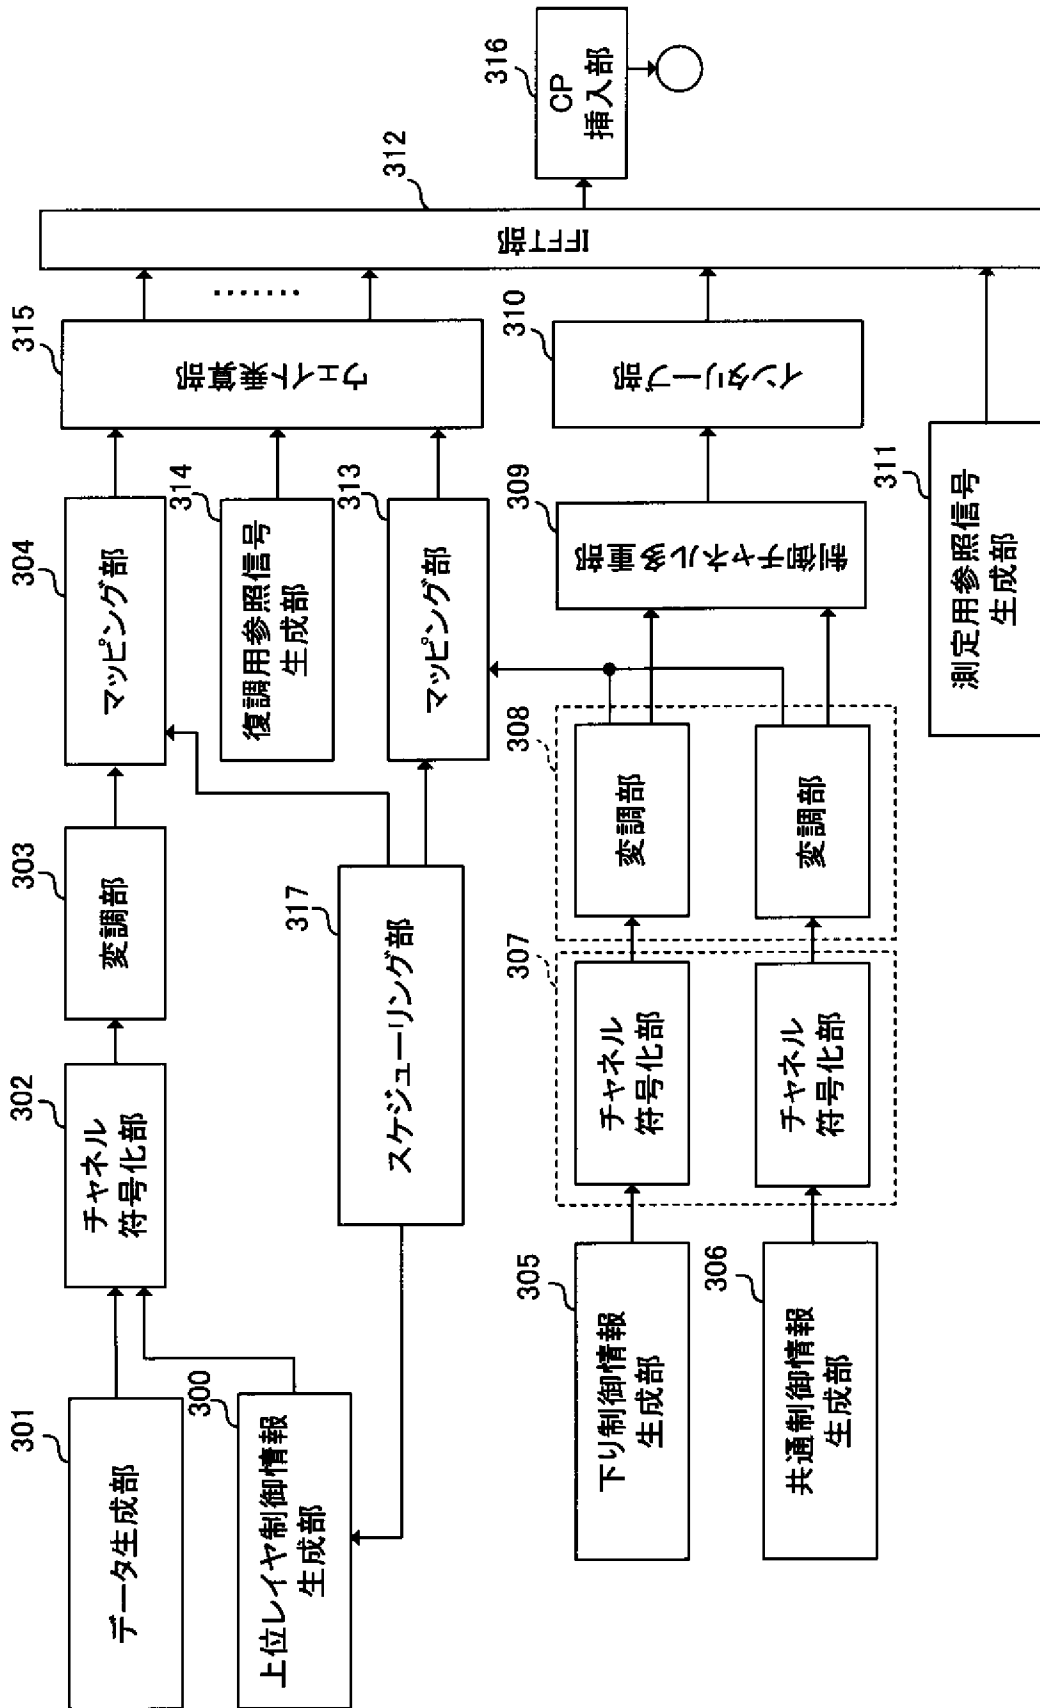 301
データ生成部
300
上位レイヤ制御情報
生成部
302
チャネル
符号化部
303
変調部
304
マッピング部
314
復調用参照信号
生成部
313
マッピング部
315
ウェイト乗算部
317
スケジューリング部
305
下り制御情報
生成部
306
共通制御情報
生成部
307
チャネル
符号化部
チャネル
符号化部
308
変調部
変調部
309
制御チャネル多重部
310
インタリーブ部
311
測定用参照信号
生成部
312
IFFT部
316
CP
挿入部